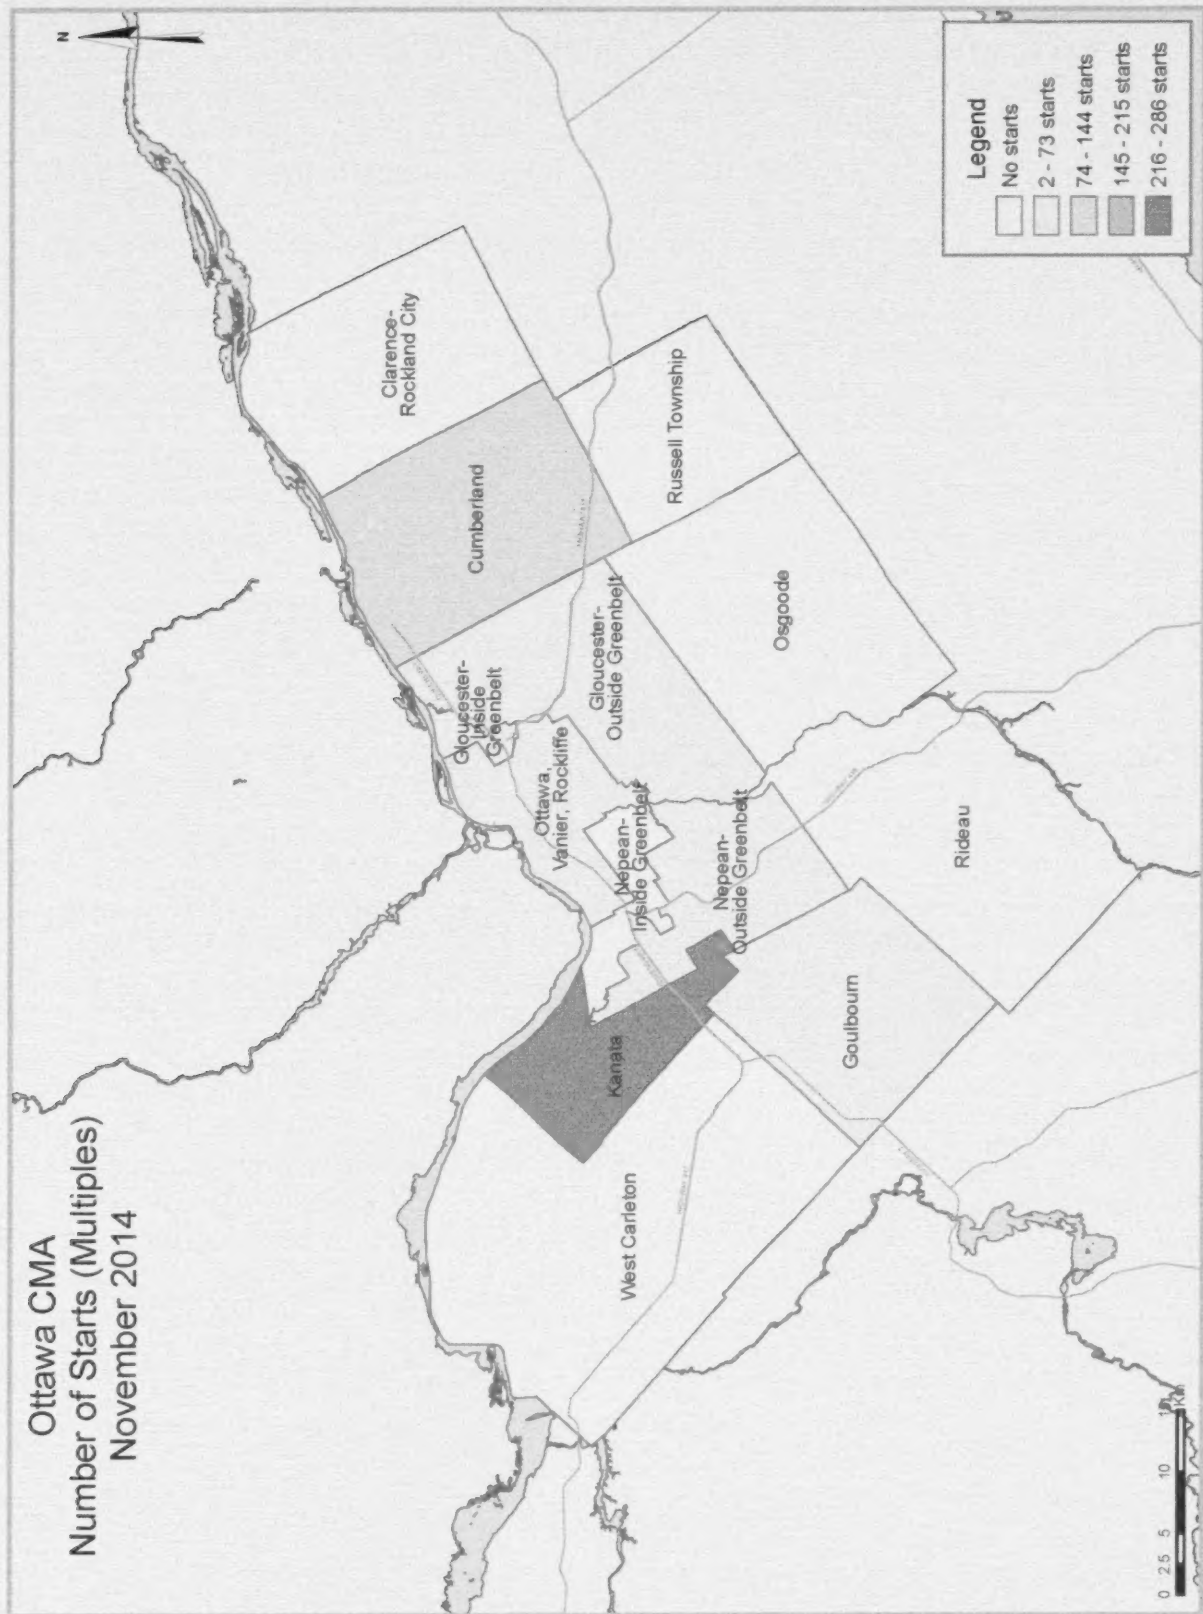 Ottawa CMA
Number of Starts (Multiples)
November 2014
N
West Carleton
Kanata
Goulbourn
Rideau
Nepean-
Outside Greenbelt
Nepean-
Inside Greenbelt
Ottawa,
Vanier, Rockliffe
Gloucester-
Inside
Greenbelt
Gloucester-
Outside Greenbelt
Osgoode
Cumberland
Russell Township
Clarence-
Rockland City
Legend
No starts
2 - 73 starts
74 - 144 starts
145 - 215 starts
216 - 286 starts
0 2.5 5 10